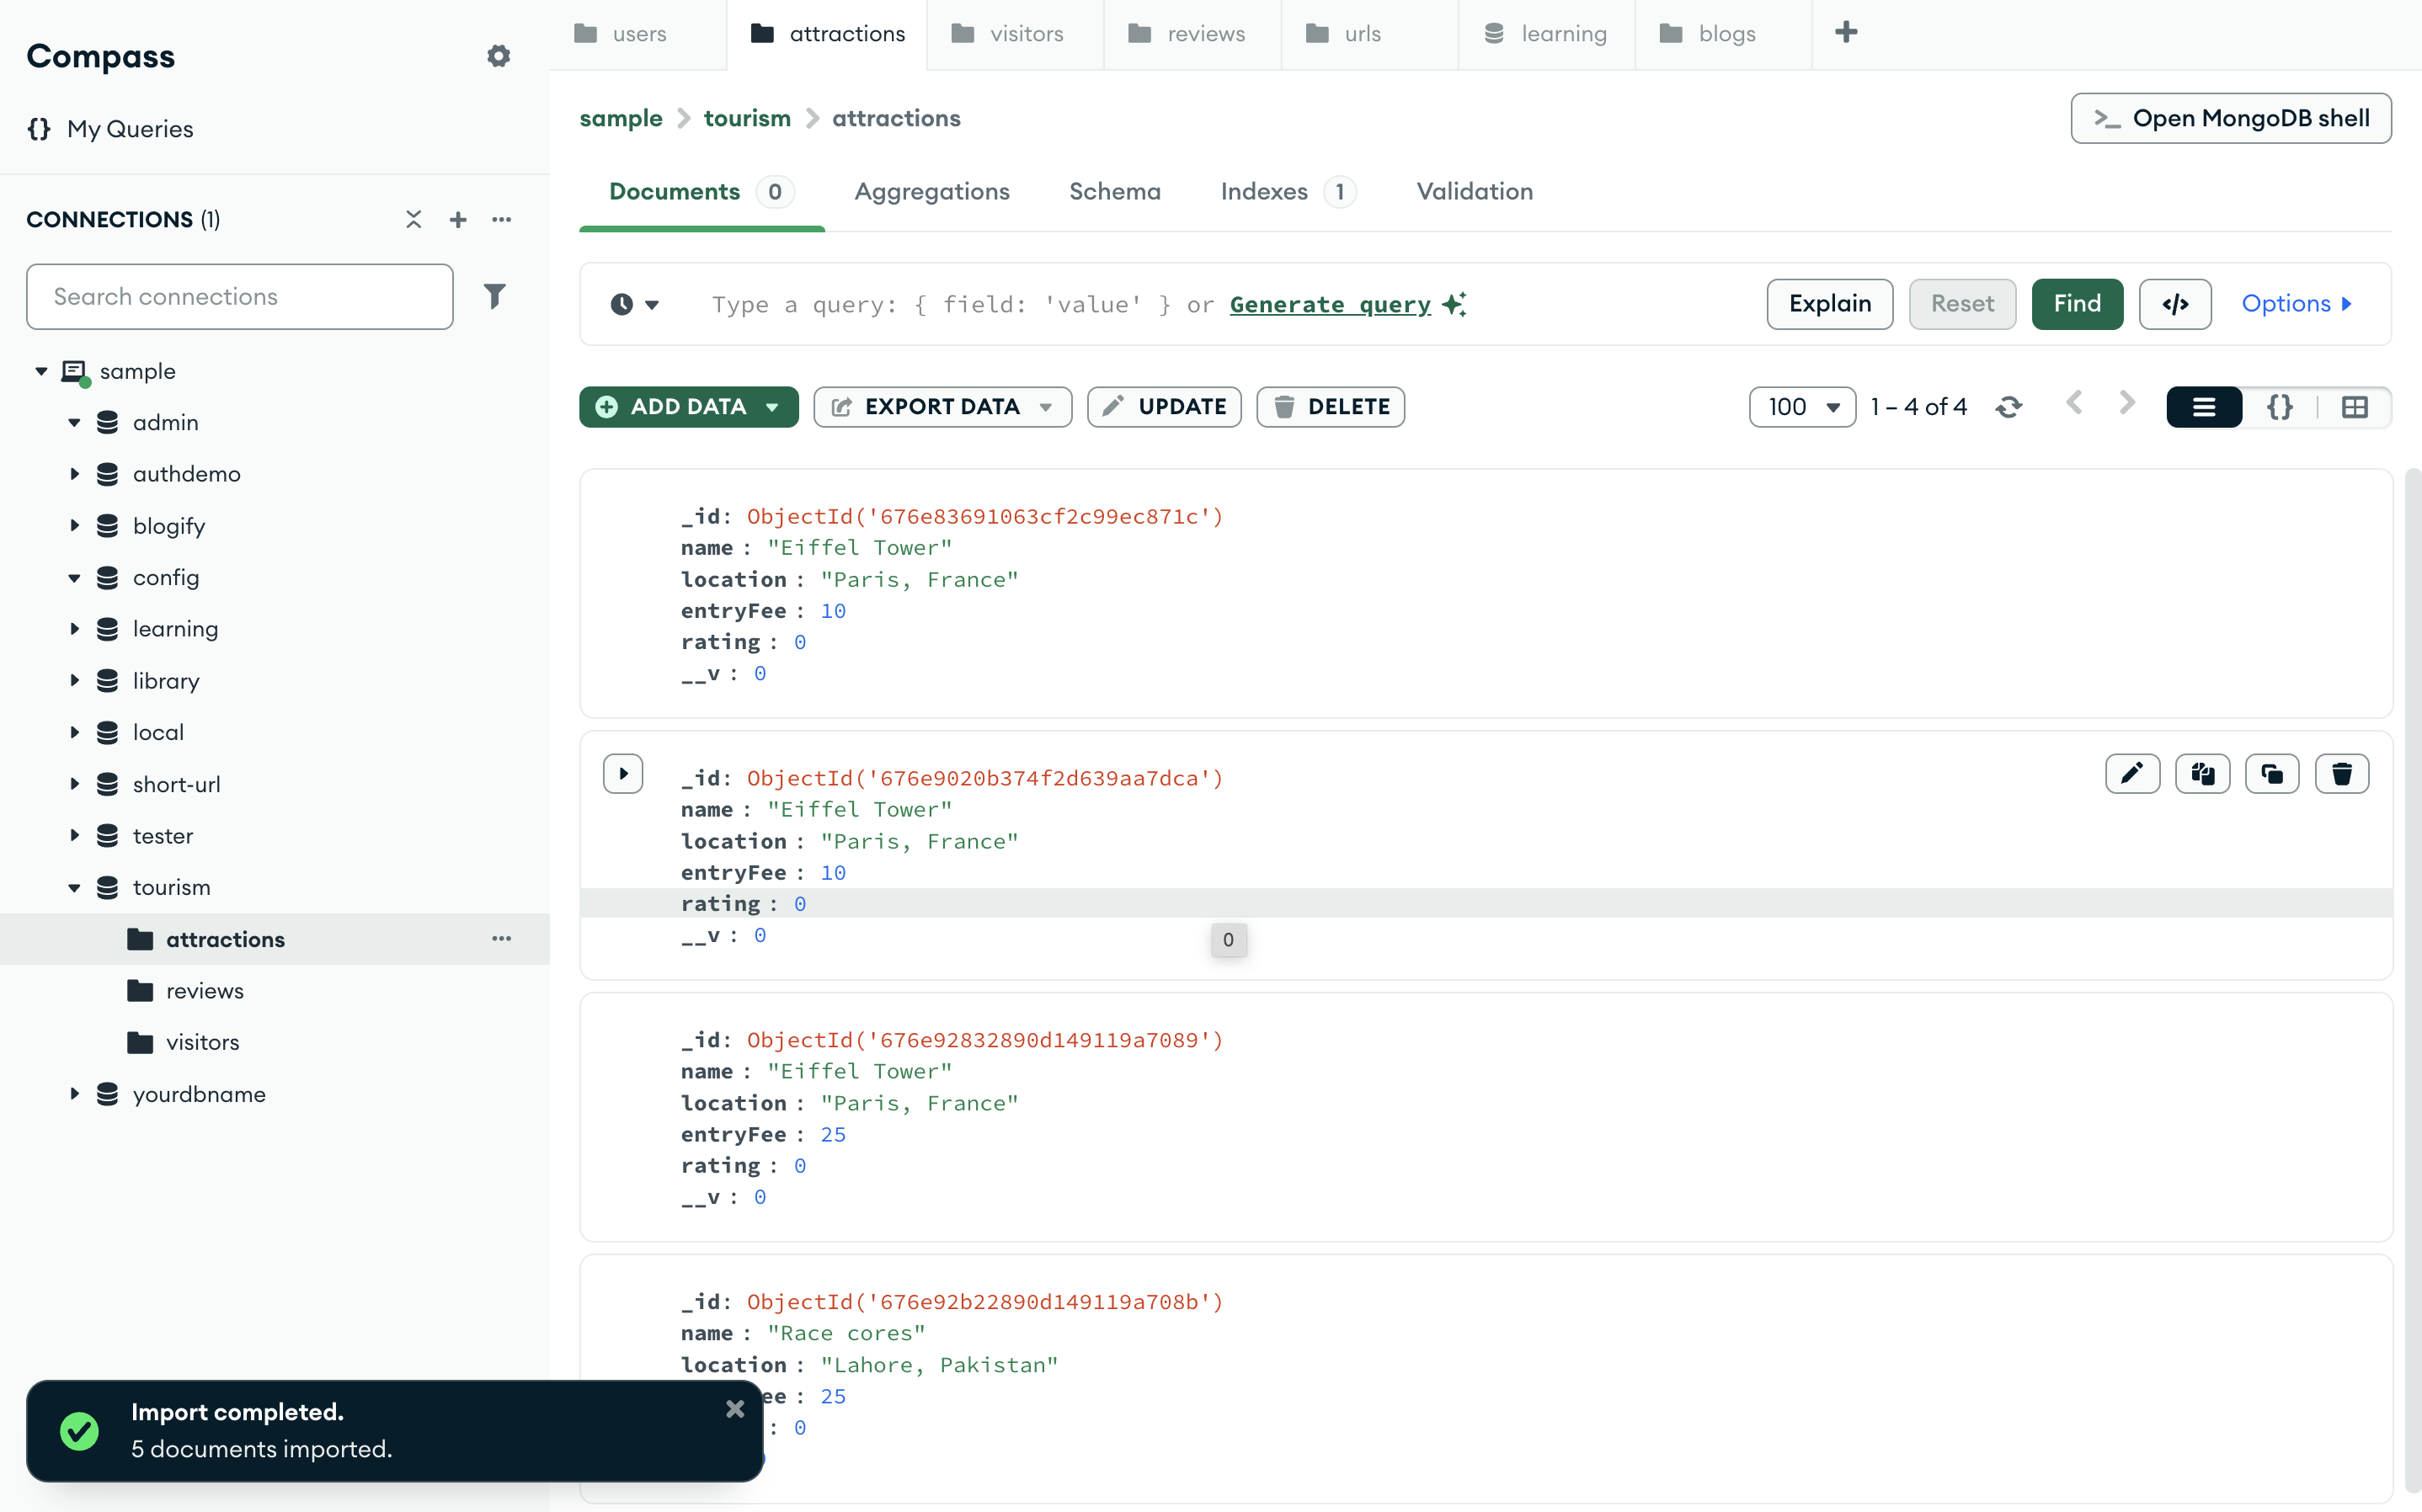 Compass
My Queries
CONNECTIONS (1)
Search connections
sample
admin
authdemo
blogify
config
learning
library
local
short-url
tester
tourism
attractions
reviews
visitors
yourdbname
Import completed.
5 documents imported.
users
attractions
visitors
reviews
urls
learning
blogs
sample > tourism > attractions
>_ Open MongoDB shell
Documents 0
Aggregations
Schema
Indexes 1
Validation
Type a query: { field: 'value' } or Generate query
Explain
Reset
Find
</>
Options
ADD DATA
EXPORT DATA
UPDATE
DELETE
100
1 – 4 of 4
{}
_id: ObjectId('676e83691063cf2c99ec871c')
name : "Eiffel Tower"
location : "Paris, France"
entryFee : 10
rating : 0
__v : 0
_id: ObjectId('676e9020b374f2d639aa7dca')
name : "Eiffel Tower"
location : "Paris, France"
entryFee : 10
rating : 0
__v : 0
0
_id: ObjectId('676e92832890d149119a7089')
name : "Eiffel Tower"
location : "Paris, France"
entryFee : 25
rating : 0
__v : 0
_id: ObjectId('676e92b22890d149119a708b')
name : "Race cores"
location : "Lahore, Pakistan"
ee : 25
: 0